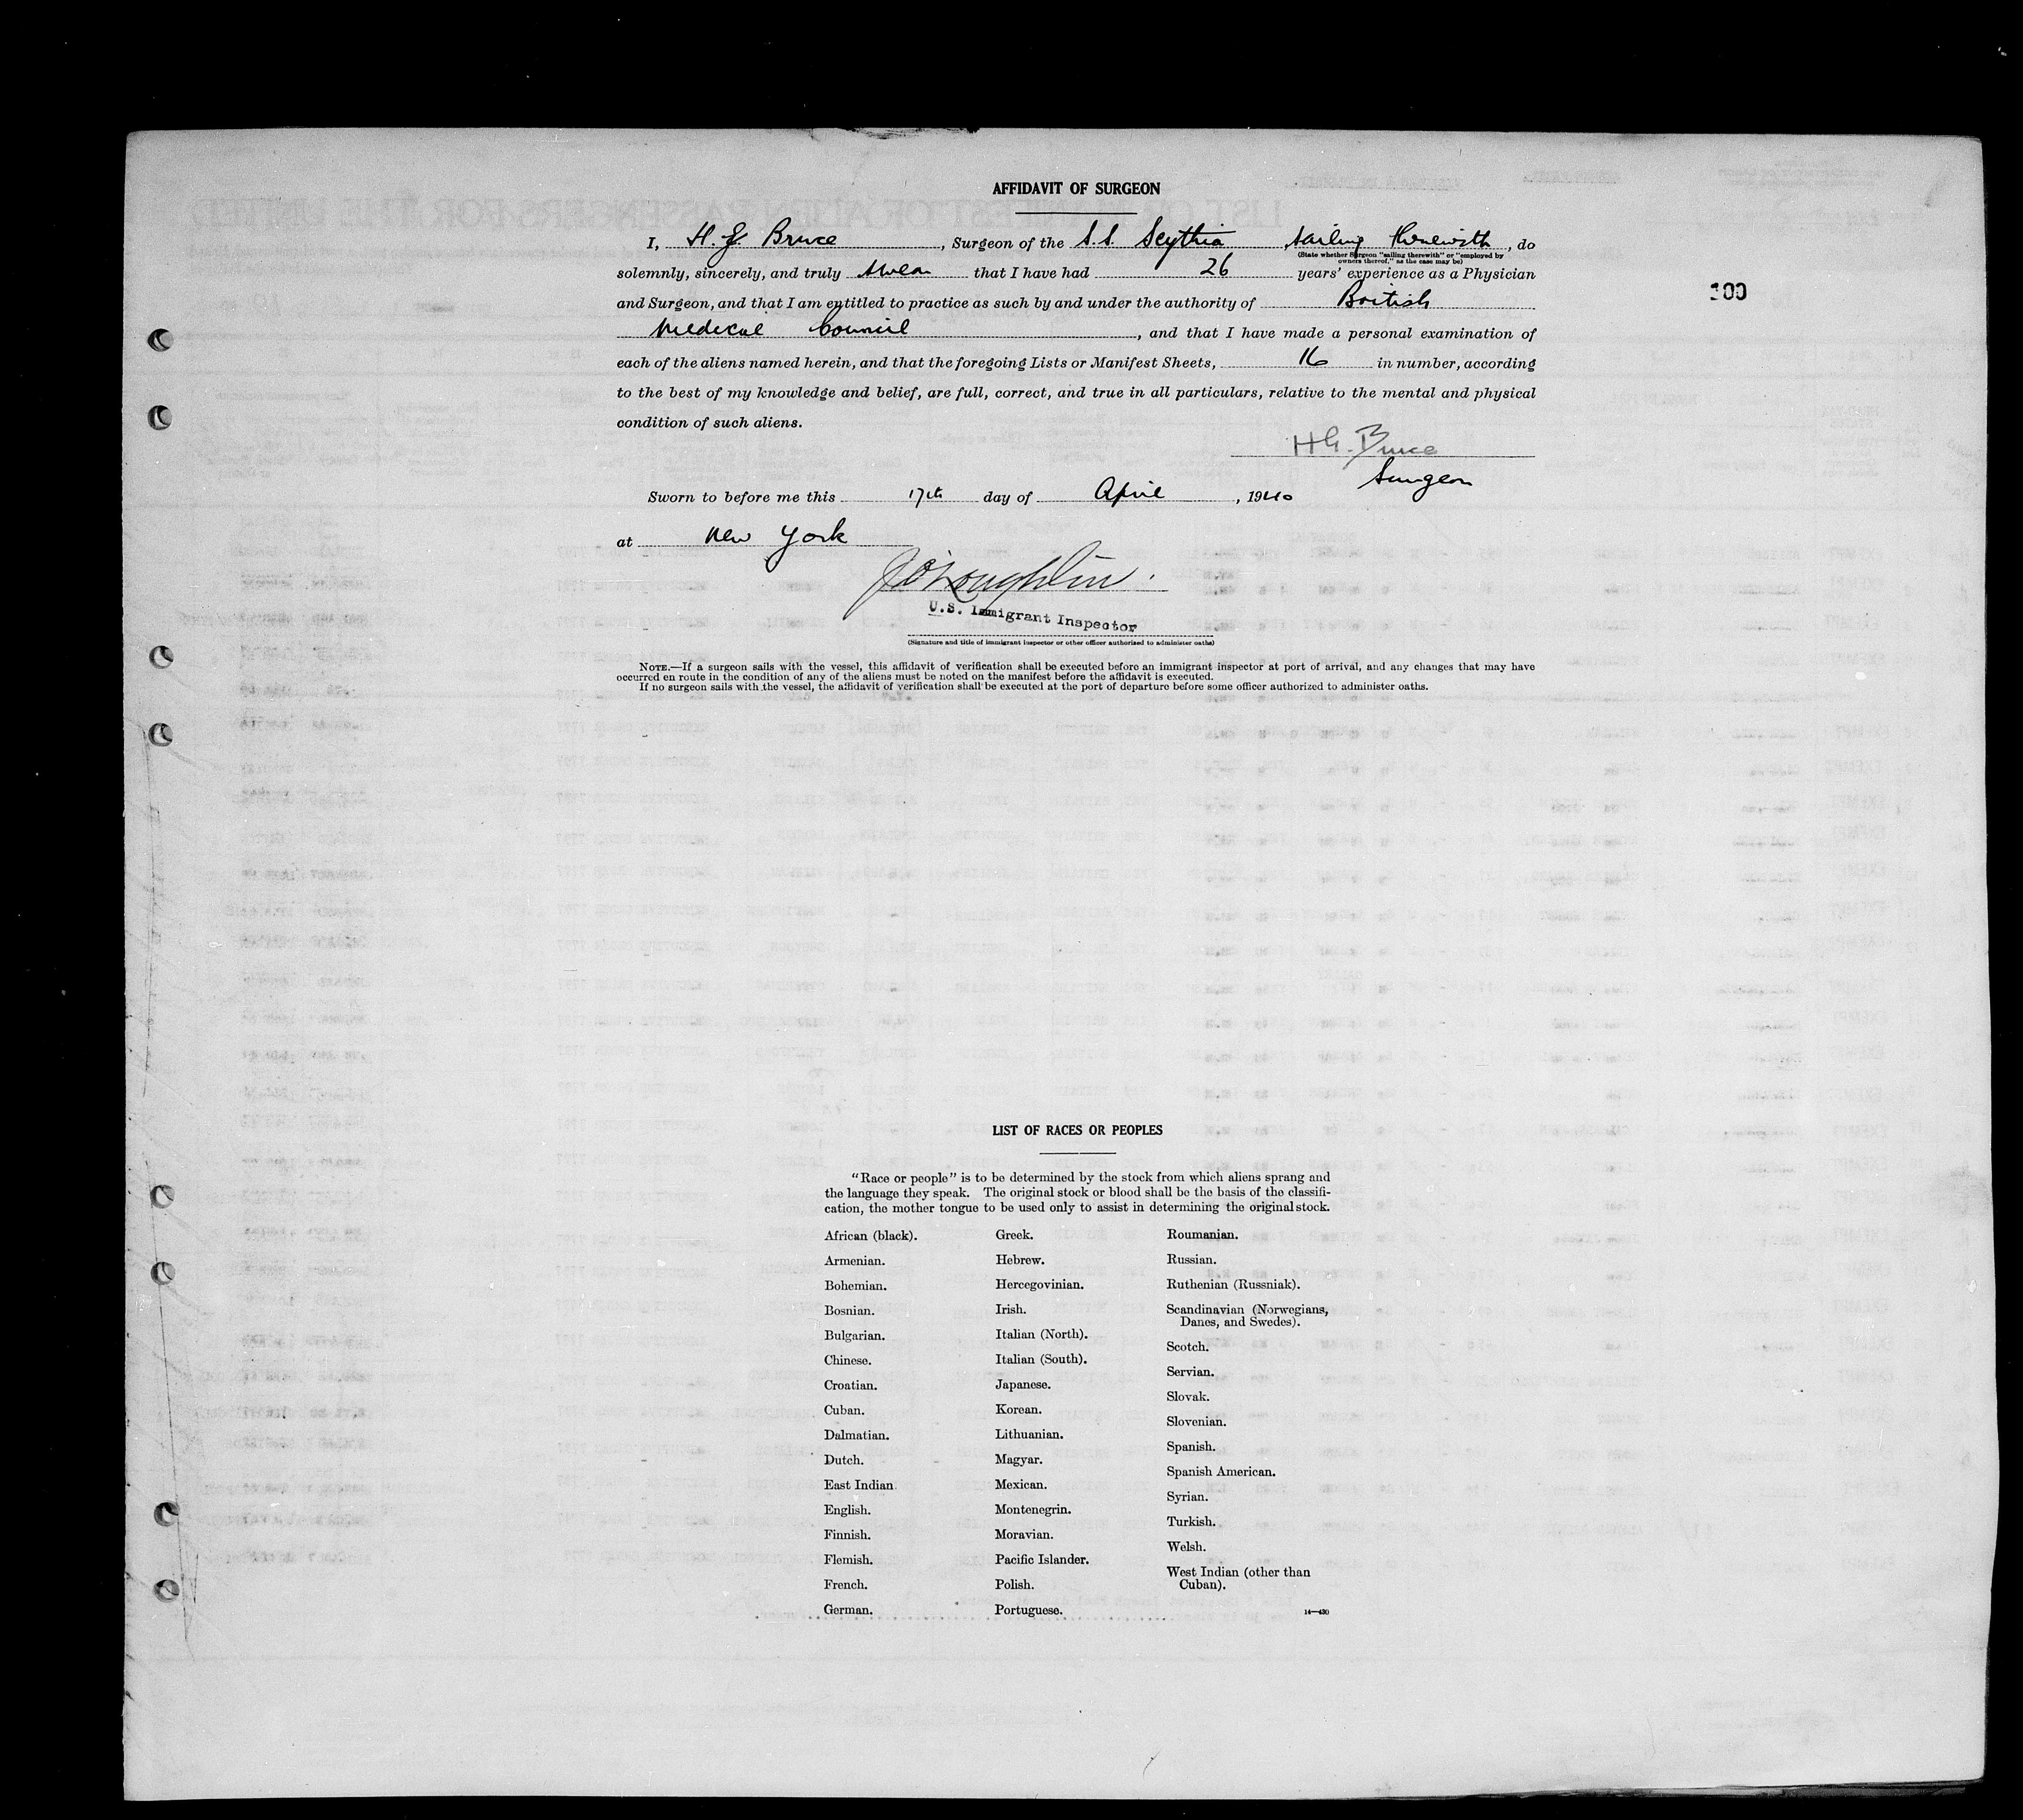 AFFIDAVIT OF SURGEON
I, H. G. Bruce, Surgeon of the S.S. Scythia, sailing therewith, do
(State whether Surgeon "sailing therewith" or "employed by
owners thereof," as the case may be)
solemnly, sincerely, and truly swear that I have had 26 years' experience as a Physician
and Surgeon, and that I am entitled to practice as such by and under the authority of British
Medical Council, and that I have made a personal examination of
each of the aliens named herein, and that the foregoing Lists or Manifest Sheets, 16 in number, according
to the best of my knowledge and belief, are full, correct, and true in all particulars, relative to the mental and physical
condition of such aliens.
300
H G. Bruce
Surgeon
Sworn to before me this 17th day of April, 1940
at New York
J O'Loughlin.
U.S. Immigrant Inspector
(Signature and title of immigrant inspector or other officer authorized to administer oaths)
NOTE.—If a surgeon sails with the vessel, this affidavit of verification shall be executed before an immigrant inspector at port of arrival, and any changes that may have
occurred en route in the condition of any of the aliens must be noted on the manifest before the affidavit is executed.
If no surgeon sails with the vessel, the affidavit of verification shall be executed at the port of departure before some officer authorized to administer oaths.
LIST OF RACES OR PEOPLES
"Race or people" is to be determined by the stock from which aliens sprang and
the language they speak. The original stock or blood shall be the basis of the classifi-
cation, the mother tongue to be used only to assist in determining the original stock.
African (black).
Armenian.
Bohemian.
Bosnian.
Bulgarian.
Chinese.
Croatian.
Cuban.
Dalmatian.
Dutch.
East Indian.
English.
Finnish.
Flemish.
French.
German.
Greek.
Hebrew.
Hercegovinian.
Irish.
Italian (North).
Italian (South).
Japanese.
Korean.
Lithuanian.
Magyar.
Mexican.
Montenegrin.
Moravian.
Pacific Islander.
Polish.
Portuguese.
Roumanian.
Russian.
Ruthenian (Russniak).
Scandinavian (Norwegians,
Danes, and Swedes).
Scotch.
Servian.
Slovak.
Slovenian.
Spanish.
Spanish American.
Syrian.
Turkish.
Welsh.
West Indian (other than
Cuban).
14—430